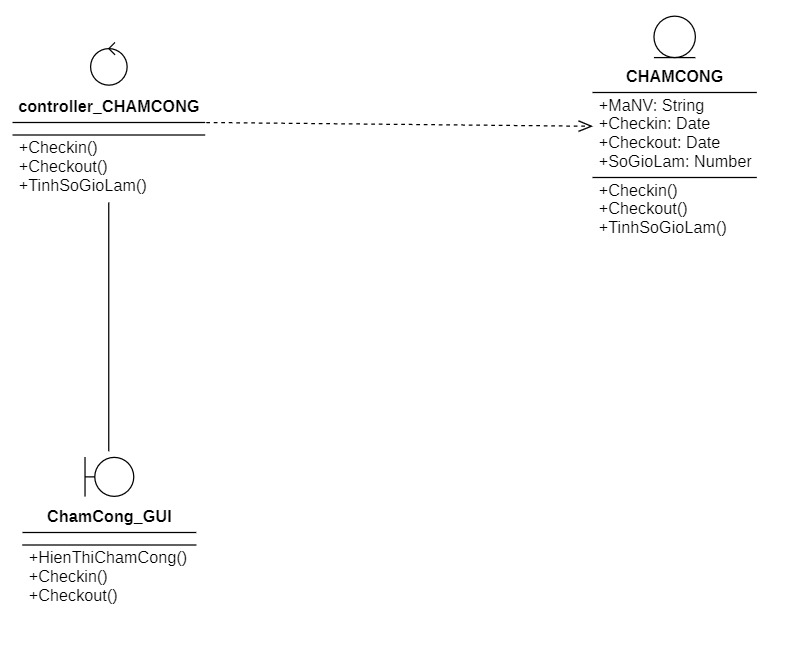 controller_CHAMCONG
+Checkin()
+Checkout()
+TinhSoGioLam()
CHAMCONG
+MaNV: String
+Checkin: Date
+Checkout: Date
+SoGioLam: Number
+Checkin()
+Checkout()
+TinhSoGioLam()
ChamCong_GUI
+HienThiChamCong()
+Checkin()
+Checkout()